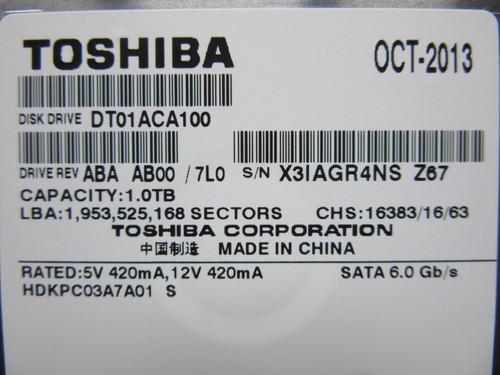 TOSHIBA OCT-2013
DISK DRIVE DT01ACA100
DRIVE REV ABA AB00 / 7L0 S/N X3IAGR4NS Z67
CAPACITY:1.0TB
LBA:1,953,525,168 SECTORS CHS:16383/16/63
TOSHIBA CORPORATION
中国制造 MADE IN CHINA
RATED:5V 420mA,12V 420mA SATA 6.0 Gb/s
HDKPC03A7A01 S